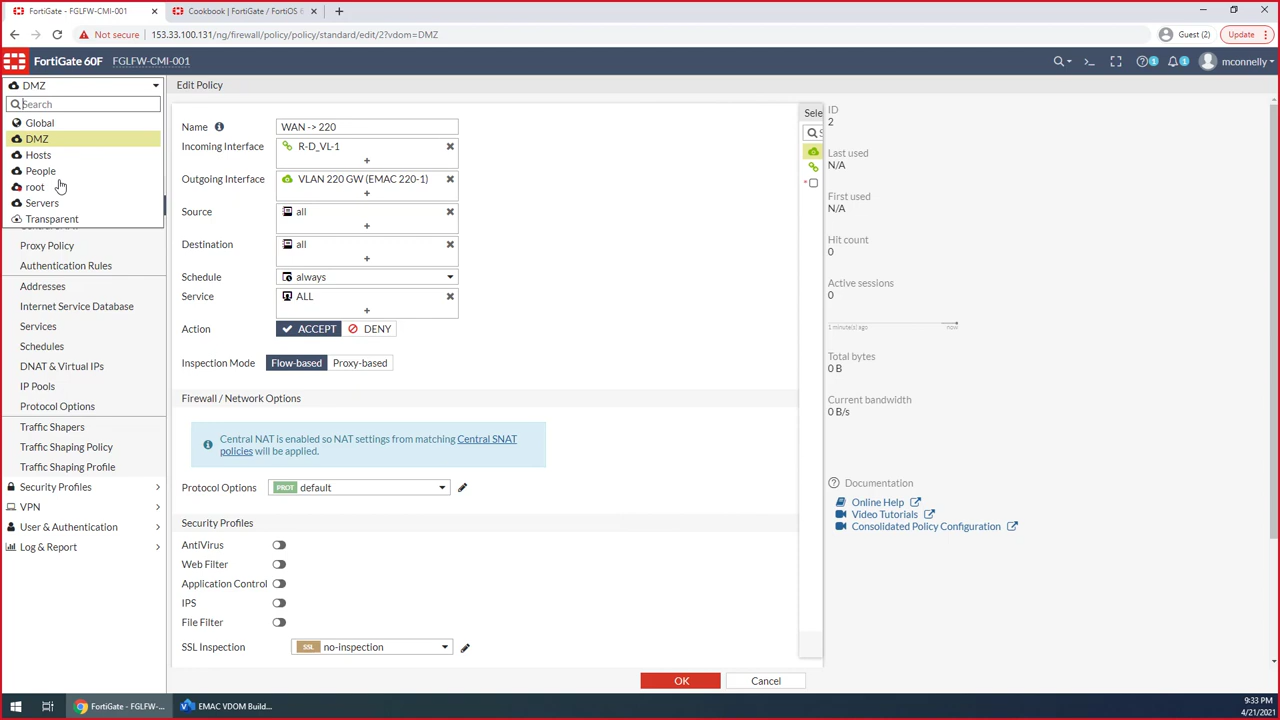 FortiGate - FGLFW-CMI-001
Cookbook | FortiGate / FortiOS 6
Not secure
153.33.100.131/ng/firewall/policy/policy/standard/edit/2?vdom=DMZ
Guest (2)
Update
FortiGate 60F
FGLFW-CMI-001
1
1
mconnelly
DMZ
Search
Global
DMZ
Hosts
People
root
Servers
Transparent
Proxy Policy
Authentication Rules
Addresses
Internet Service Database
Services
Schedules
DNAT & Virtual IPs
IP Pools
Protocol Options
Traffic Shapers
Traffic Shaping Policy
Traffic Shaping Profile
Security Profiles
VPN
User & Authentication
Log & Report
Edit Policy
Name
WAN -> 220
Incoming Interface
R-D_VL-1
+
Outgoing Interface
VLAN 220 GW (EMAC 220-1)
+
Source
all
+
Destination
all
+
Schedule
always
Service
ALL
+
Action
ACCEPT
DENY
Inspection Mode
Flow-based
Proxy-based
Firewall / Network Options
Central NAT is enabled so NAT settings from matching Central SNAT
policies will be applied.
Protocol Options
PROT default
Security Profiles
AntiVirus
Web Filter
Application Control
IPS
File Filter
SSL Inspection
SSL no-inspection
OK
Cancel
Sele
S
ID
2
Last used
N/A
First used
N/A
Hit count
0
Active sessions
0
1 minute(s) ago
now
Total bytes
0 B
Current bandwidth
0 B/s
Documentation
Online Help
Video Tutorials
Consolidated Policy Configuration
FortiGate - FGLFW-C...
EMAC VDOM Build...
9:33 PM
4/21/2021